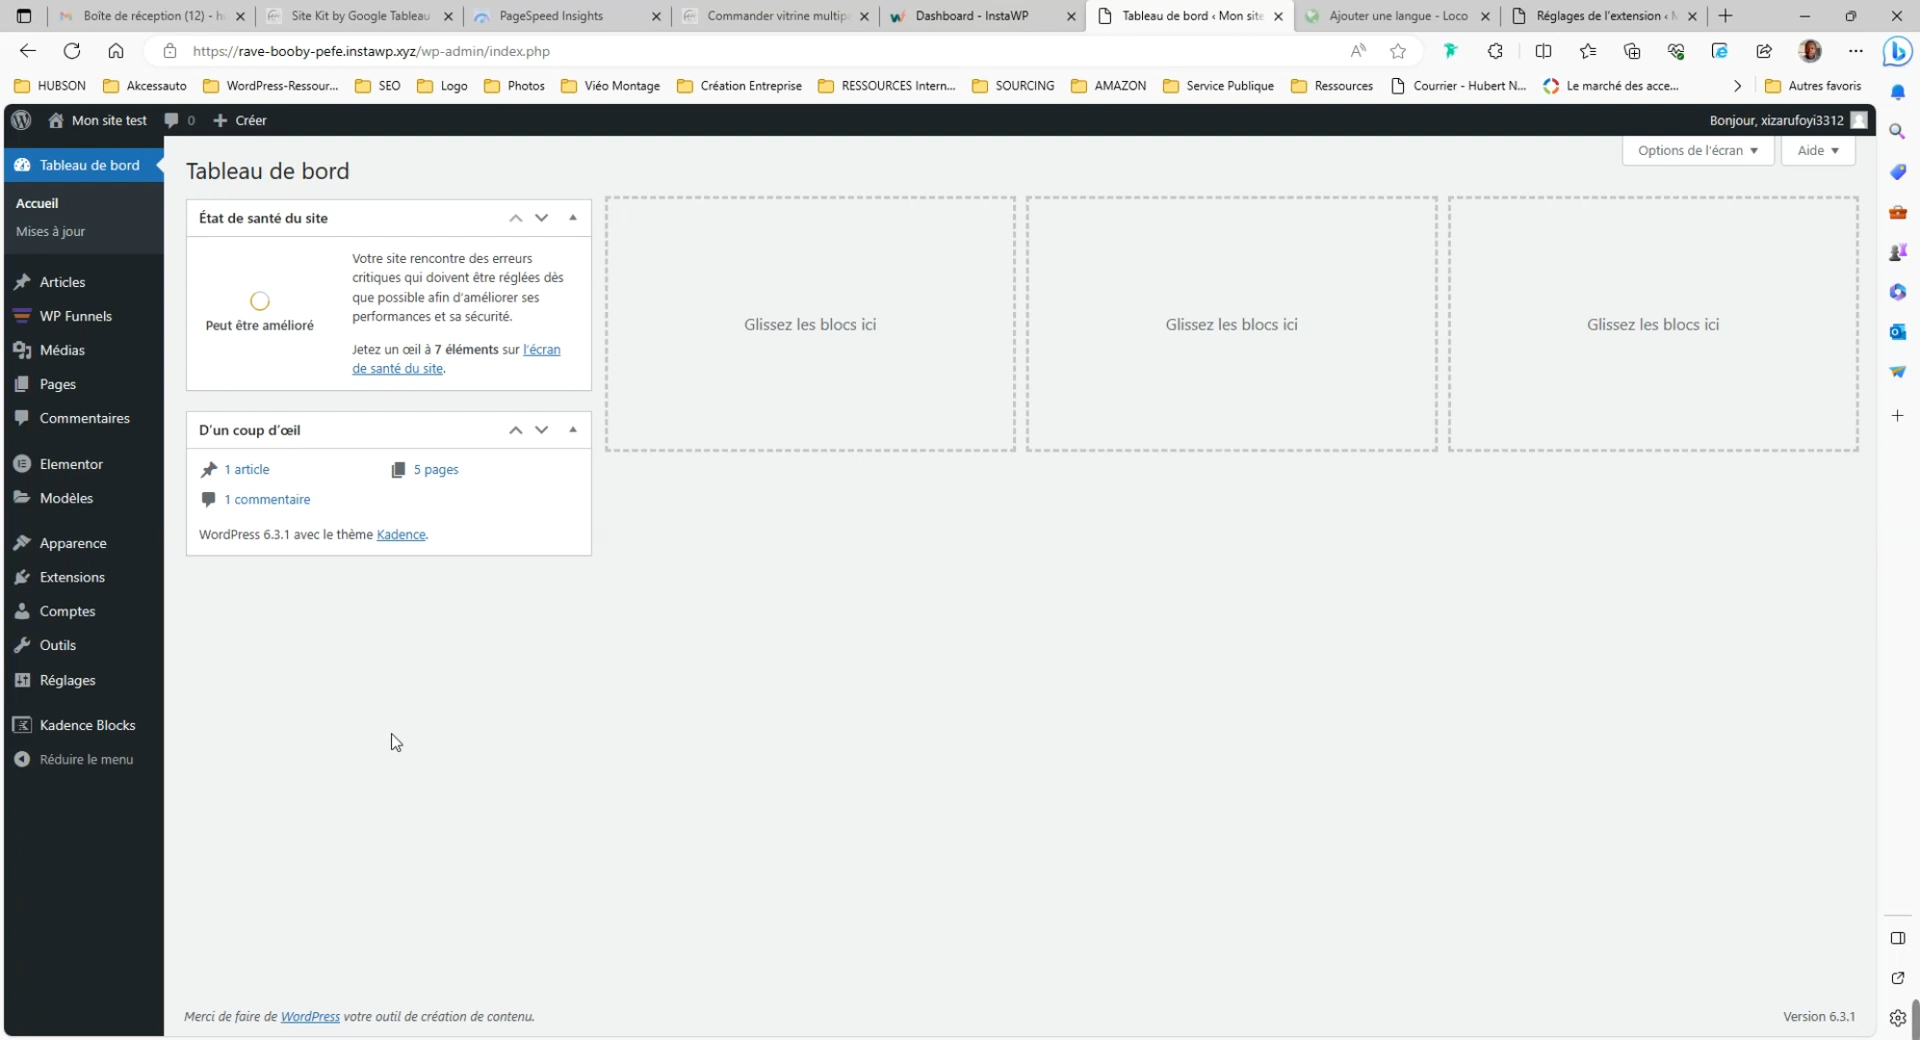 Boîte de réception (12) - h
Site Kit by Google Tableau
PageSpeed Insights
Commander vitrine multip
Dashboard - InstaWP
Tableau de bord ‹ Mon site
Ajouter une langue - Loco
Réglages de l'extension ‹
https://rave-booby-pefe.instawp.xyz/wp-admin/index.php
HUBSON
Akcessauto
WordPress-Ressour...
SEO
Logo
Photos
Viéo Montage
Création Entreprise
RESSOURCES Intern...
SOURCING
AMAZON
Service Publique
Ressources
Courrier - Hubert N...
Le marché des acce...
Autres favoris
Mon site test
0
Créer
Bonjour, xizarufoyi3312
Tableau de bord
Accueil
Mises à jour
Articles
WP Funnels
Médias
Pages
Commentaires
Elementor
Modèles
Apparence
Extensions
Comptes
Outils
Réglages
Kadence Blocks
Réduire le menu
Options de l'écran
Aide
Tableau de bord
État de santé du site
Peut être amélioré
Votre site rencontre des erreurs
critiques qui doivent être réglées dès
que possible afin d'améliorer ses
performances et sa sécurité.
Jetez un œil à 7 éléments sur l'écran
de santé du site.
D'un coup d'œil
1 article
5 pages
1 commentaire
WordPress 6.3.1 avec le thème Kadence.
Glissez les blocs ici
Glissez les blocs ici
Glissez les blocs ici
Merci de faire de WordPress votre outil de création de contenu.
Version 6.3.1